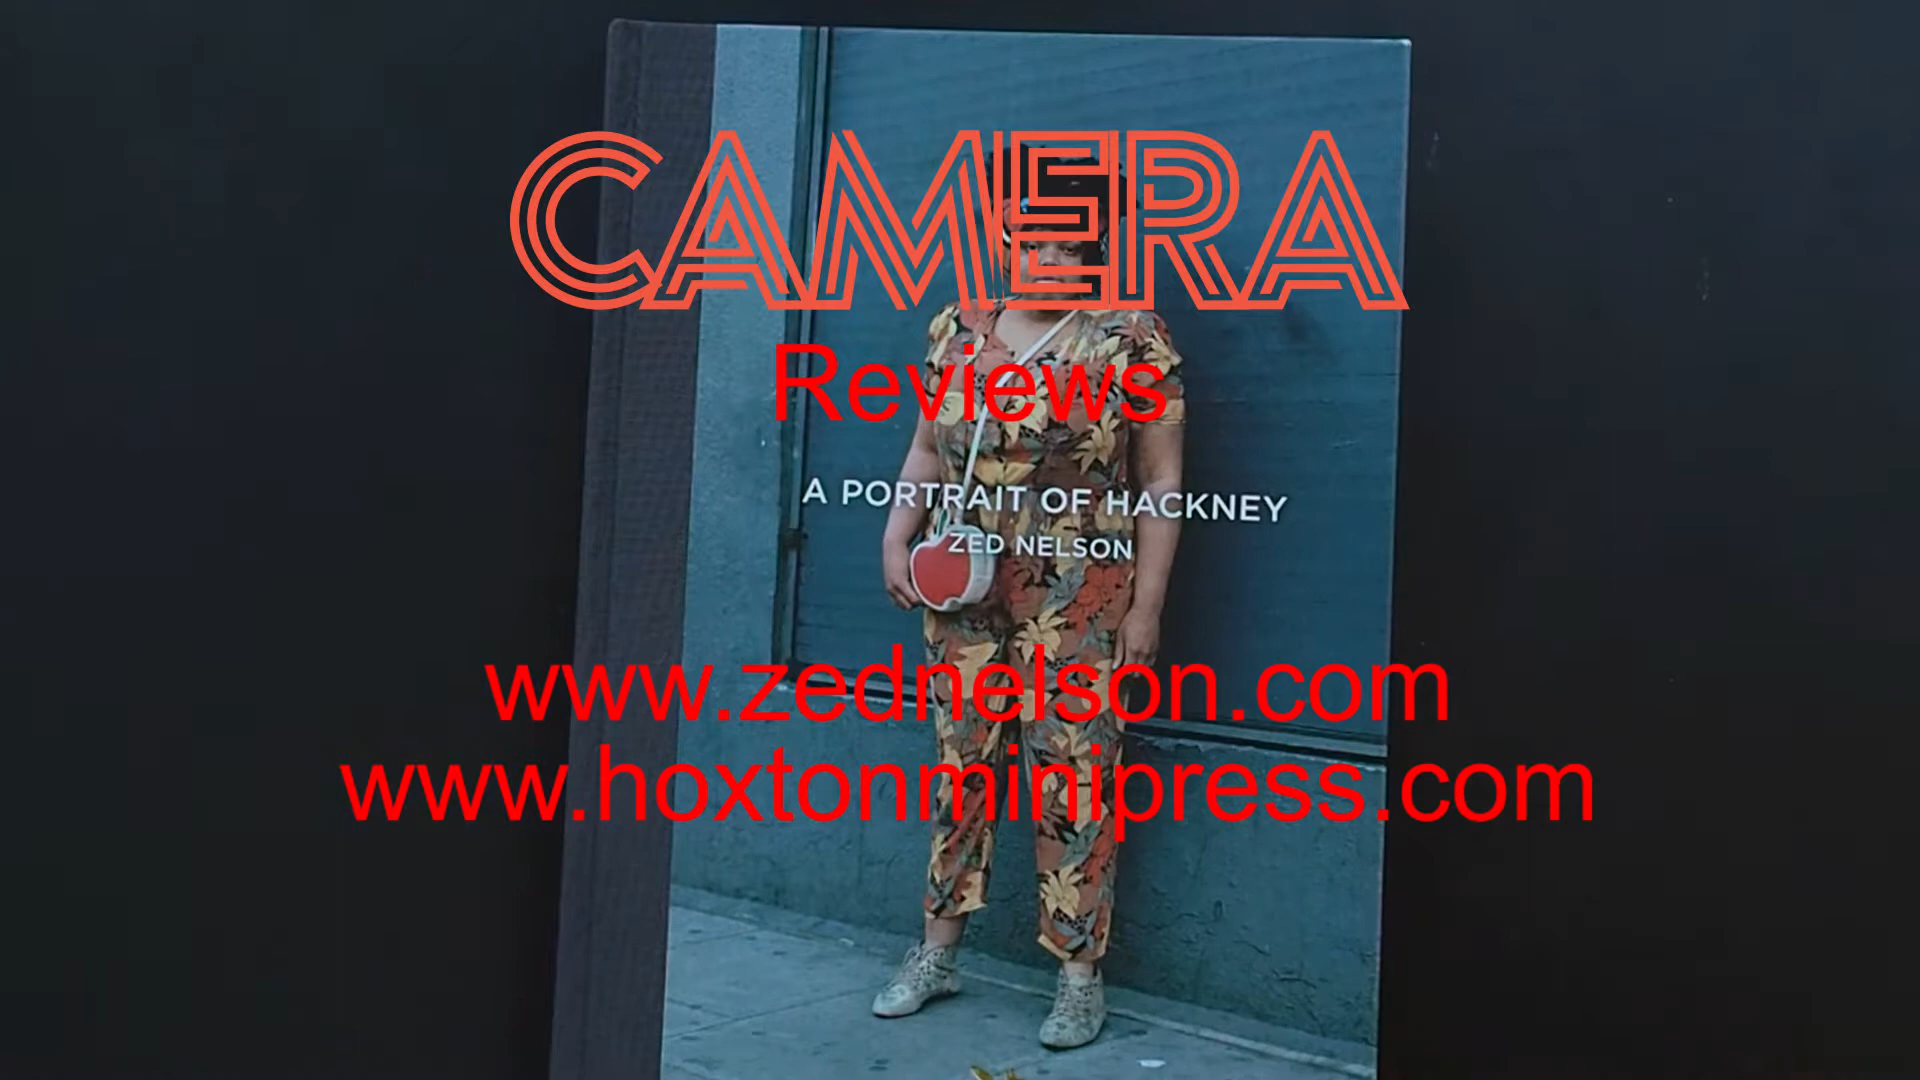 CAMERA
Reviews
A PORTRAIT OF HACKNEY
ZED NELSON
www.zednelson.com
www.hoxtonminipress.com